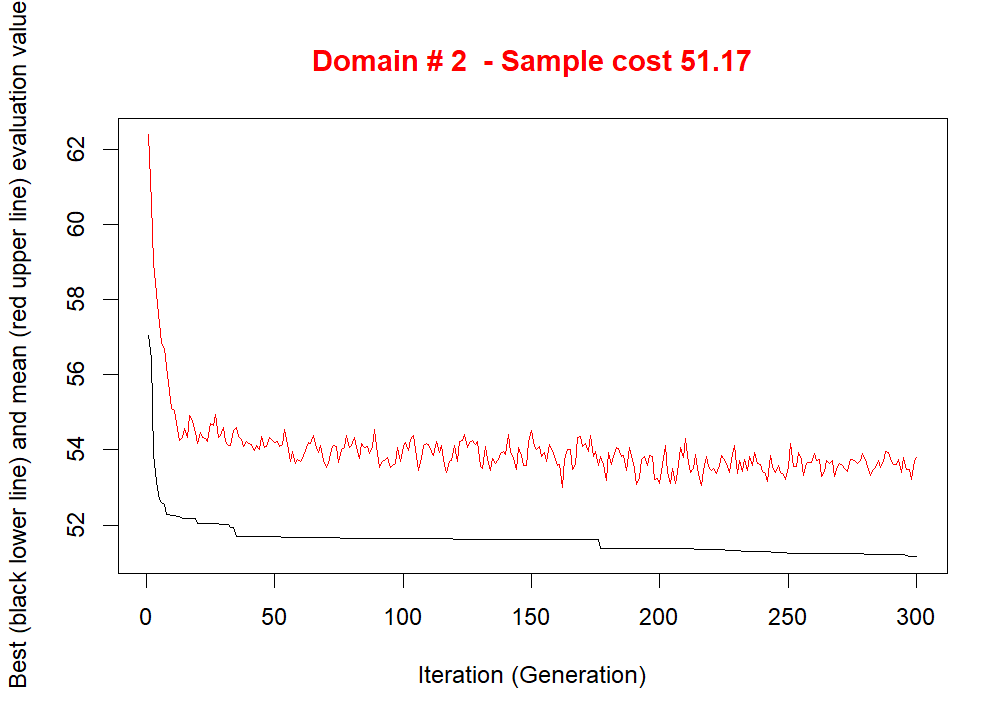 Domain # 2  - Sample cost 51.17
Best (black lower line) and mean (red upper line) evaluation value
62
60
58
56
54
52
0 50 100 150 200 250 300
Iteration (Generation)